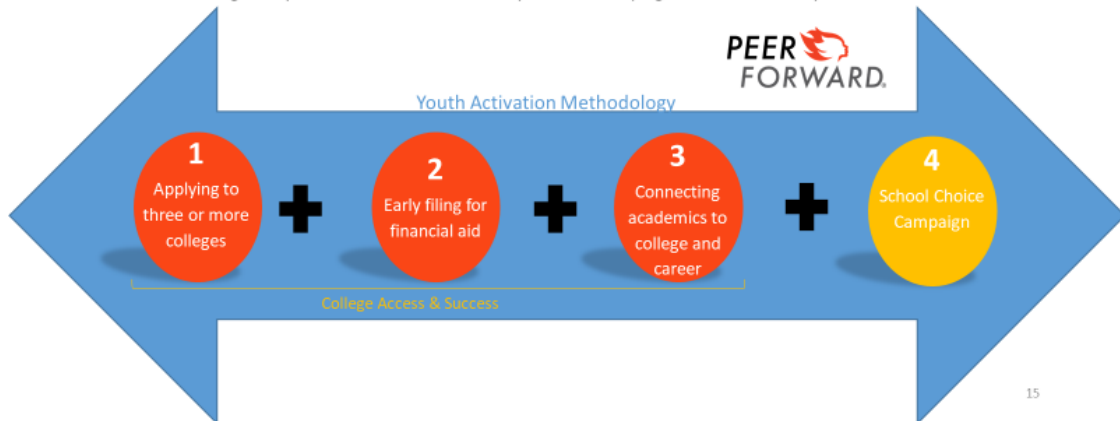 PEER
FORWARD®
Youth Activation Methodology
1
Applying to
three or more
colleges
2
Early filing for
financial aid
3
Connecting
academics to
college and
career
4
School Choice
Campaign
College Access & Success
15